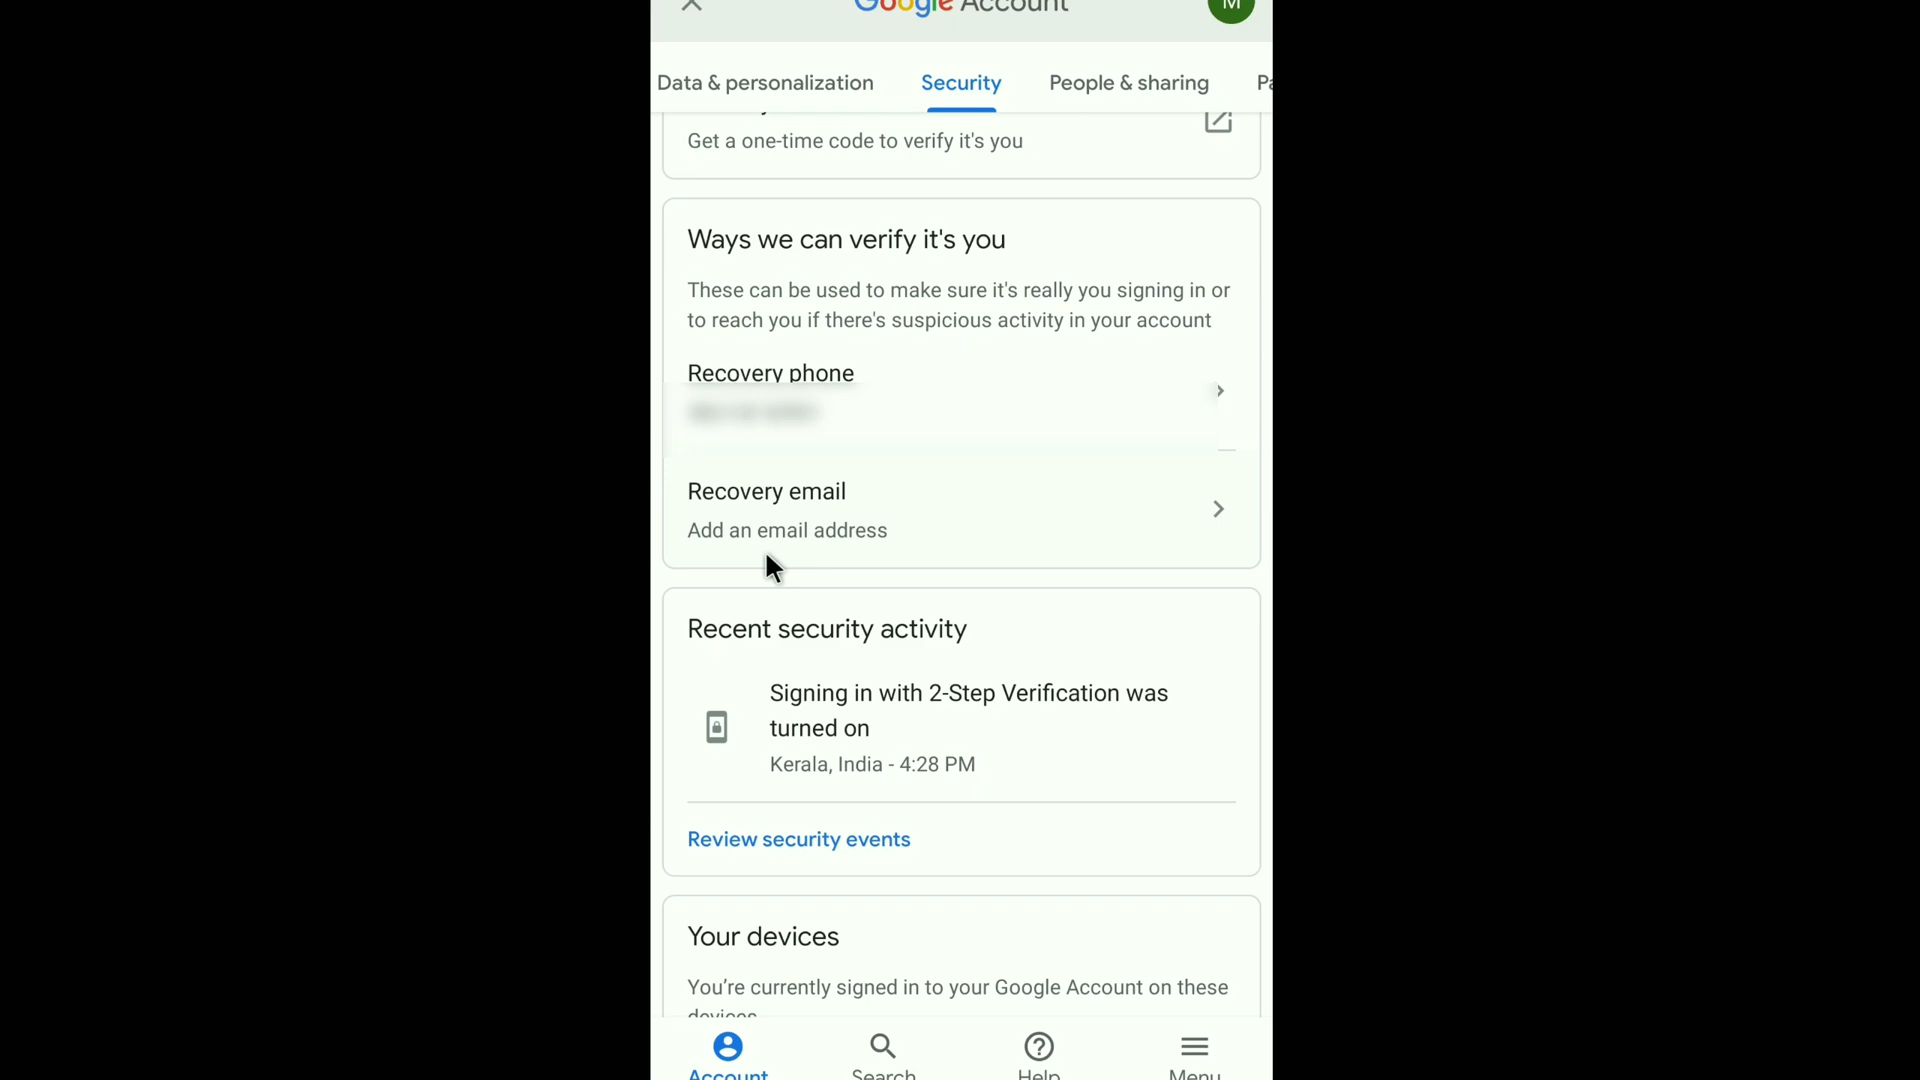 Google Account
M
Data & personalization Security People & sharing
Get a one-time code to verify it's you
Ways we can verify it's you
These can be used to make sure it's really you signing in or
to reach you if there's suspicious activity in your account
Recovery phone
Recovery email
Add an email address
Recent security activity
Signing in with 2-Step Verification was
turned on
Kerala, India - 4:28 PM
Review security events
Your devices
You're currently signed in to your Google Account on these
devices
Account Search Help Menu